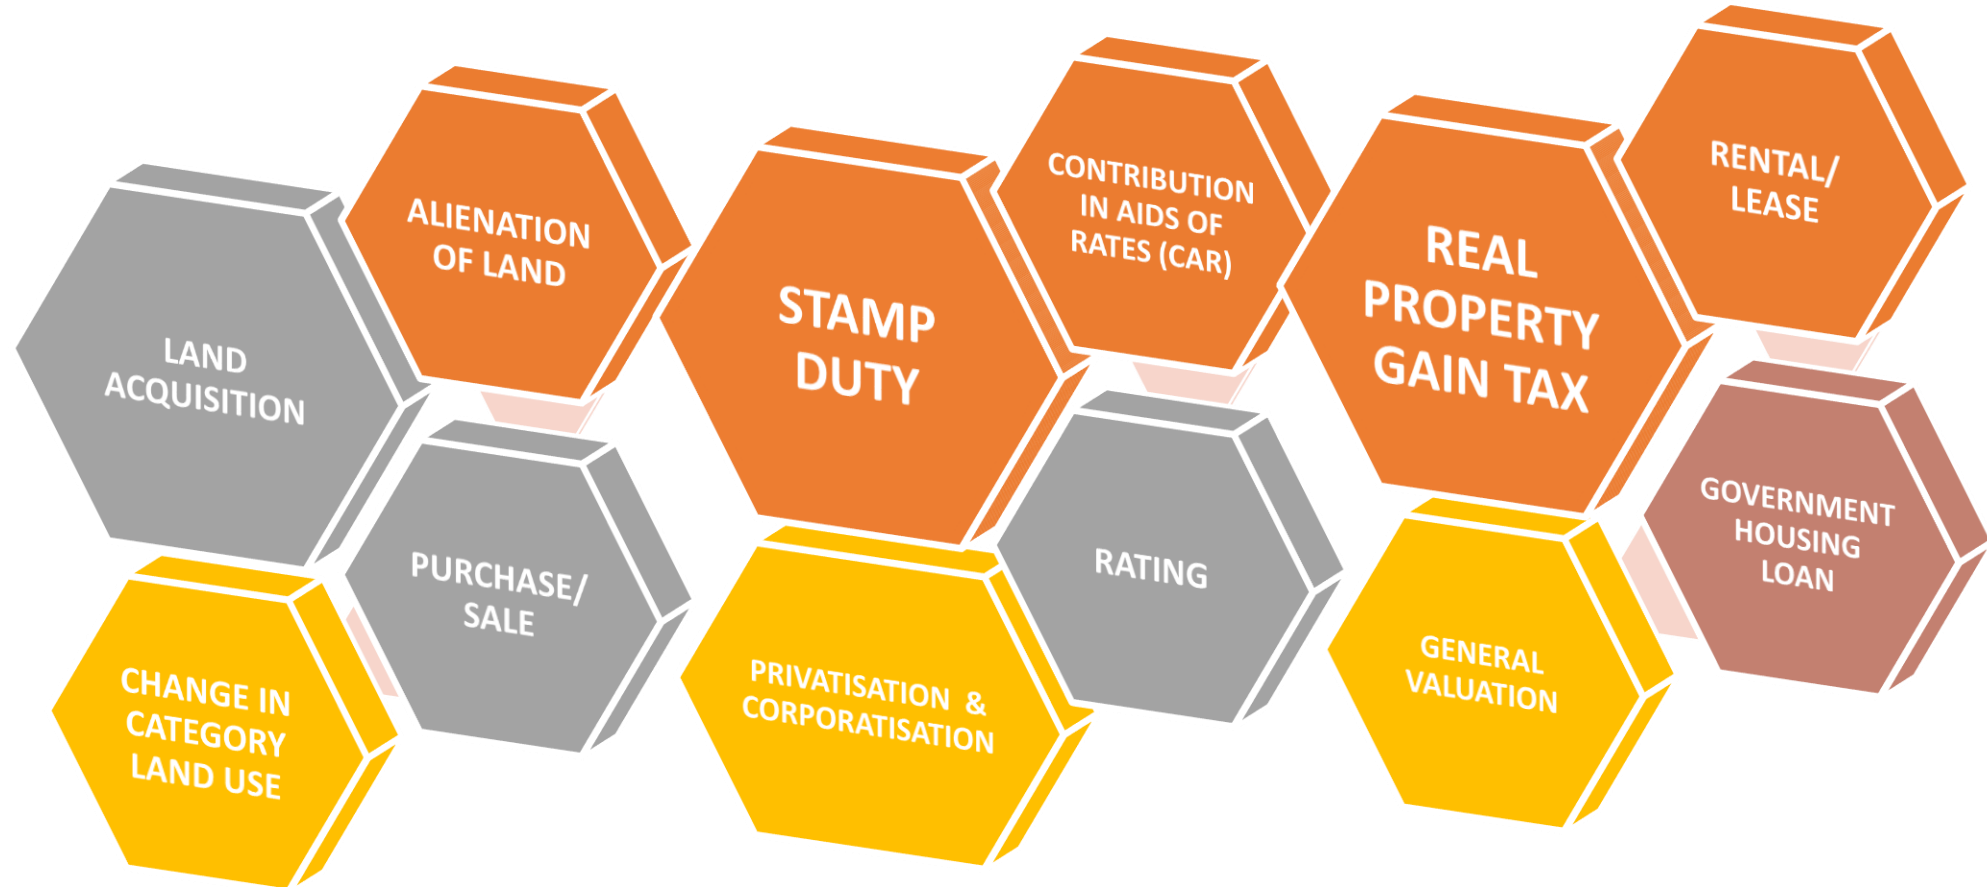 LAND
ACQUISITION
ALIENATION
OF LAND
CHANGE IN
CATEGORY
LAND USE
PURCHASE/
SALE
STAMP
DUTY
PRIVATISATION &
CORPORATISATION
CONTRIBUTION
IN AIDS OF
RATES (CAR)
RATING
REAL
PROPERTY
GAIN TAX
GENERAL
VALUATION
RENTAL/
LEASE
GOVERNMENT
HOUSING
LOAN